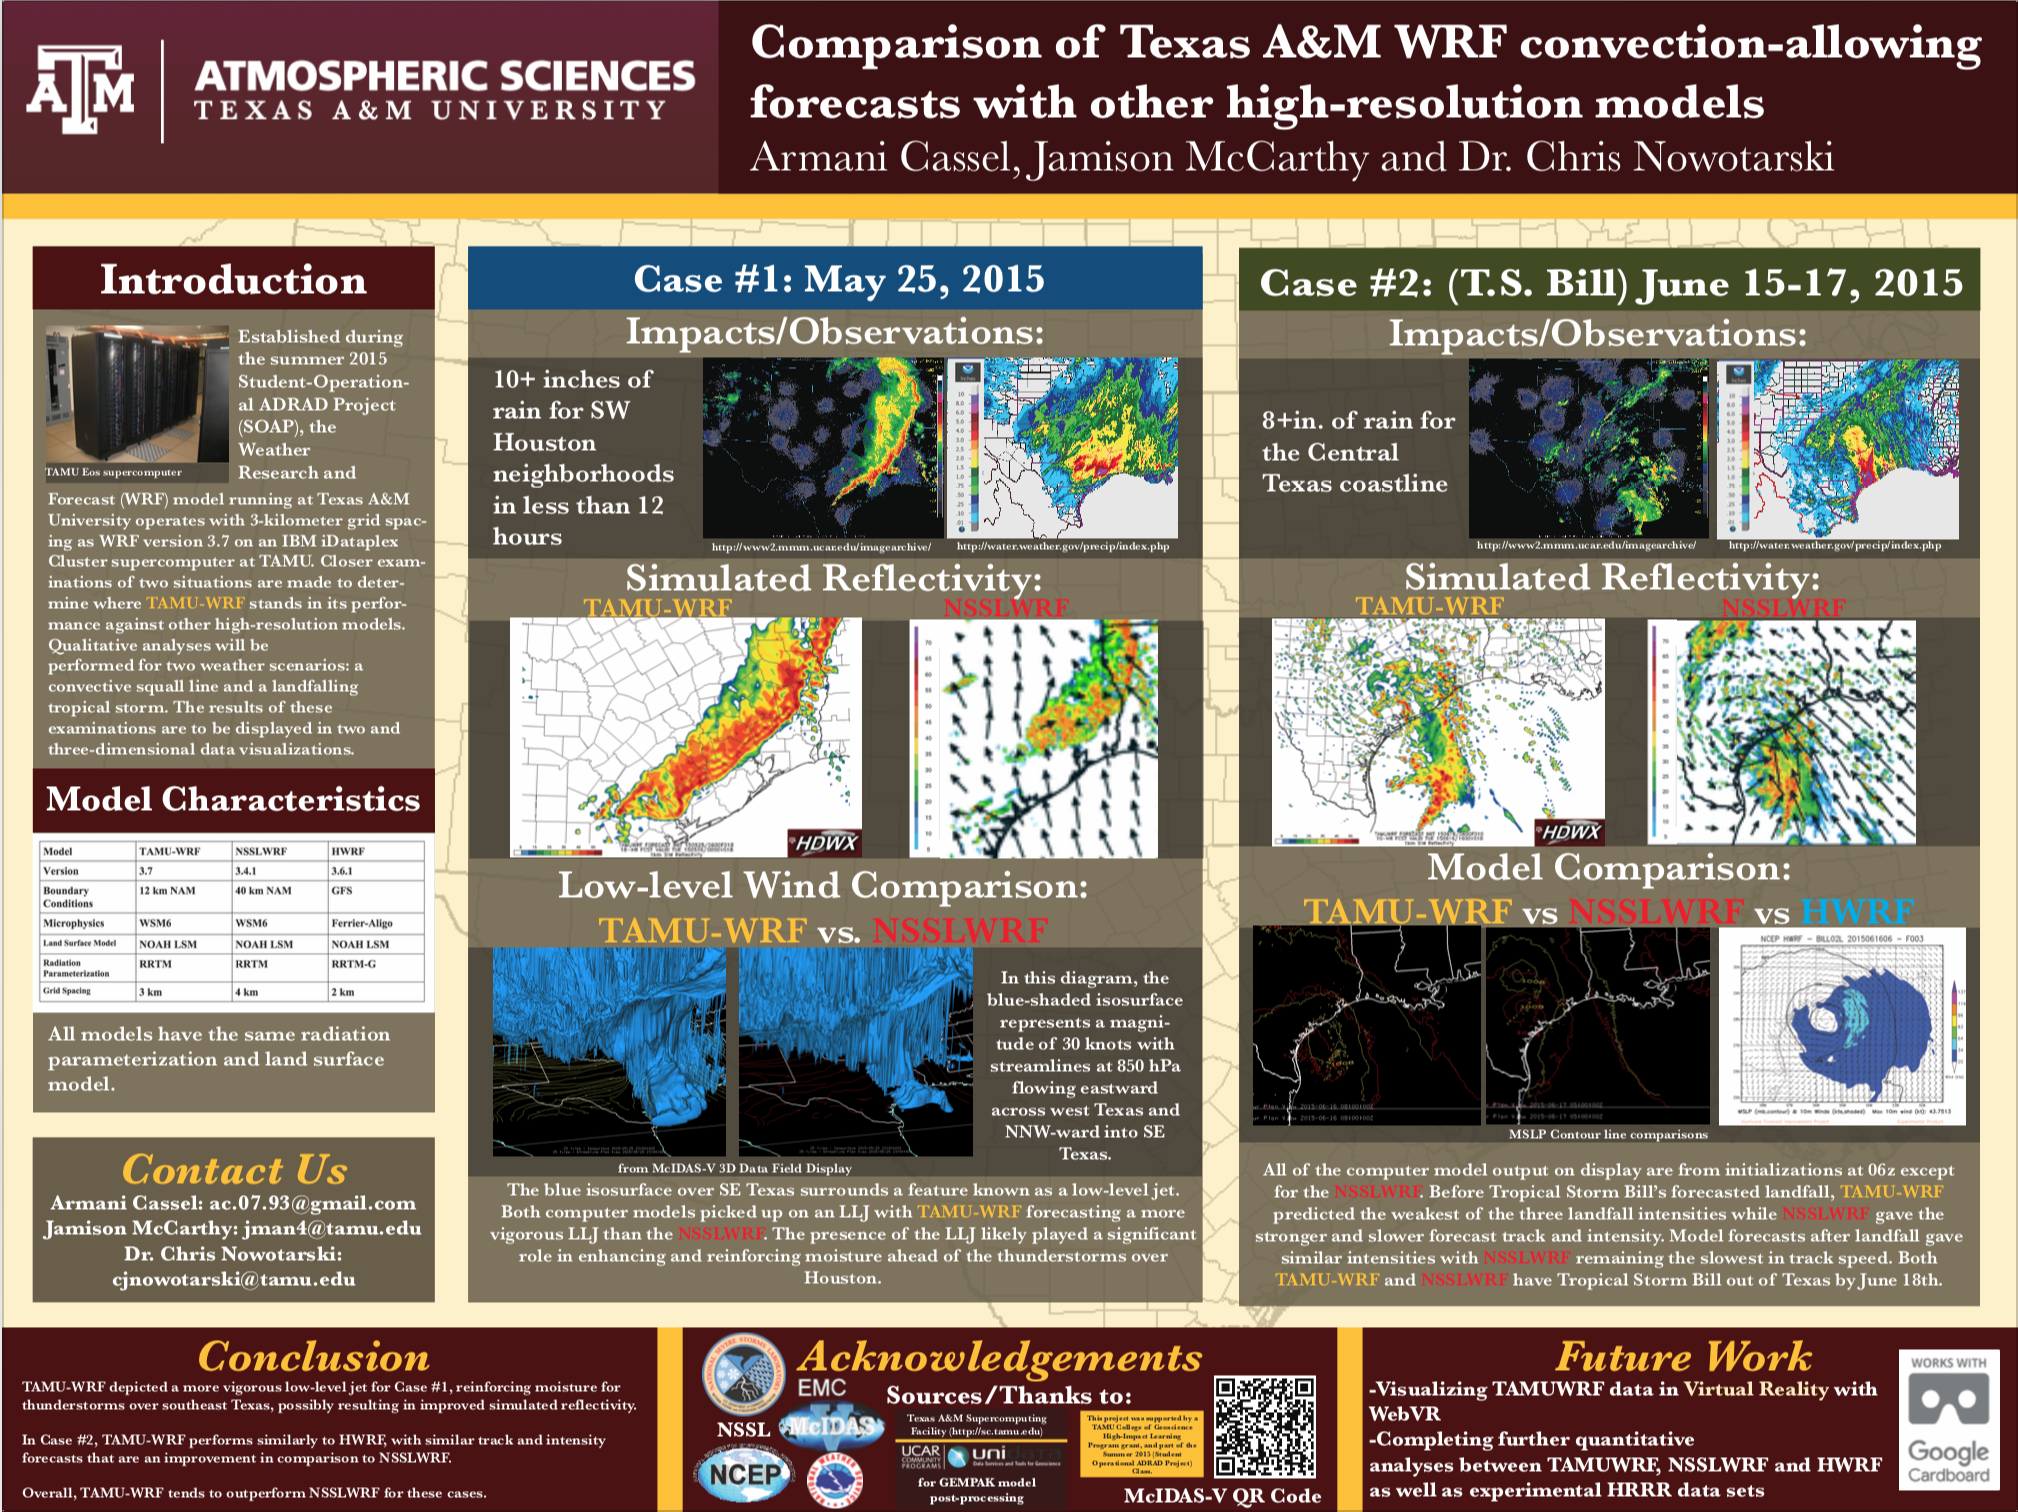 ATMOSPHERIC SCIENCES
TEXAS A&M UNIVERSITY
Comparison of Texas A&M WRF convection-allowing
forecasts with other high-resolution models
Armani Cassel, Jamison McCarthy and Dr. Chris Nowotarski
Introduction
Established during
the summer 2015
Student-Operation-
al ADRAD Project
(SOAP), the
Weather
Research and
TAMU Eos supercomputer
Forecast (WRF) model running at Texas A&M
University operates with 3-kilometer grid spac-
ing as WRF version 3.7 on an IBM iDataplex
Cluster supercomputer at TAMU. Closer exam-
inations of two situations are made to deter-
mine where TAMU-WRF stands in its perfor-
mance against other high-resolution models.
Qualitative analyses will be
performed for two weather scenarios: a
convective squall line and a landfalling
tropical storm. The results of these
examinations are to be displayed in two and
three-dimensional data visualizations.
Model Characteristics
Model TAMU-WRF NSSLWRF HWRF
Version 3.7 3.4.1 3.6.1
Boundary Conditions 12 km NAM 40 km NAM GFS
Microphysics WSM6 WSM6 Ferrier-Aligo
Land Surface Model NOAH LSM NOAH LSM NOAH LSM
Radiation Parameterization RRTM RRTM RRTM-G
Grid Spacing 3 km 4 km 2 km
All models have the same radiation
parameterization and land surface
model.
Contact Us
Armani Cassel: ac.07.93@gmail.com
Jamison McCarthy: jman4@tamu.edu
Dr. Chris Nowotarski:
cjnowotarski@tamu.edu
Case #1: May 25, 2015
Impacts/Observations:
10+ inches of
rain for SW
Houston
neighborhoods
in less than 12
hours
http://www2.mmm.ucar.edu/imagearchive/
http://water.weather.gov/precip/index.php
Simulated Reflectivity:
TAMU-WRF NSSLWRF
HDWX
Low-level Wind Comparison:
TAMU-WRF vs. NSSLWRF
In this diagram, the
blue-shaded isosurface
represents a magni-
tude of 30 knots with
streamlines at 850 hPa
flowing eastward
across west Texas and
NNW-ward into SE
Texas.
from McIDAS-V 3D Data Field Display
The blue isosurface over SE Texas surrounds a feature known as a low-level jet.
Both computer models picked up on an LLJ with TAMU-WRF forecasting a more
vigorous LLJ than the NSSLWRF. The presence of the LLJ likely played a significant
role in enhancing and reinforcing moisture ahead of the thunderstorms over
Houston.
Case #2: (T.S. Bill) June 15-17, 2015
Impacts/Observations:
8+in. of rain for
the Central
Texas coastline
http://www2.mmm.ucar.edu/imagearchive/
http://water.weather.gov/precip/index.php
Simulated Reflectivity:
TAMU-WRF NSSLWRF
HDWX
Model Comparison:
TAMU-WRF vs NSSLWRF vs HWRF
NCEP HWRF - BILL02L 2015061606 - F003
MSLP Contour line comparisons
All of the computer model output on display are from initializations at 06z except
for the NSSLWRF. Before Tropical Storm Bill's forecasted landfall, TAMU-WRF
predicted the weakest of the three landfall intensities while NSSLWRF gave the
stronger and slower forecast track and intensity. Model forecasts after landfall gave
similar intensities with NSSLWRF remaining the slowest in track speed. Both
TAMU-WRF and NSSLWRF have Tropical Storm Bill out of Texas by June 18th.
Conclusion
TAMU-WRF depicted a more vigorous low-level jet for Case #1, reinforcing moisture for
thunderstorms over southeast Texas, possibly resulting in improved simulated reflectivity.
In Case #2, TAMU-WRF performs similarly to HWRF, with similar track and intensity
forecasts that are an improvement in comparison to NSSLWRF.
Overall, TAMU-WRF tends to outperform NSSLWRF for these cases.
Acknowledgements
Sources/Thanks to:
EMC
NSSL
McIDAS
V
NCEP
Texas A&M Supercomputing
Facility (http://sc.tamu.edu)
UCAR
COMMUNITY
PROGRAMS
unidata
Data Services and Tools for Geoscience
for GEMPAK model
post-processing
This project was supported by a
TAMU College of Geoscience
High-Impact Learning
Program grant, and part of the
Summer 2015 (Student
Operational ADRAD Project)
Class.
McIDAS-V QR Code
Future Work
-Visualizing TAMUWRF data in Virtual Reality with
WebVR
-Completing further quantitative
analyses between TAMUWRF, NSSLWRF and HWRF
as well as experimental HRRR data sets
WORKS WITH
Google
Cardboard